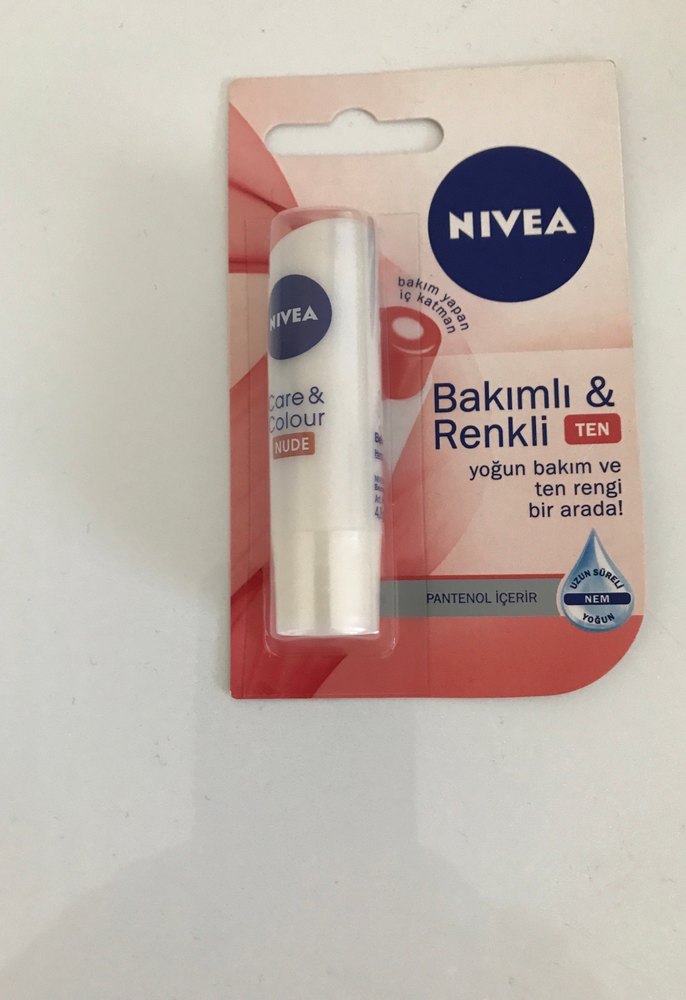 NIVEA
bakım yapan
iç katman
Bakımlı &
Renkli TEN
yoğun bakım ve
ten rengi
bir arada!
PANTENOL İÇERİR
UZUN SÜRELİ
NEM
YOĞUN
NIVEA
Care &
Colour
NUDE